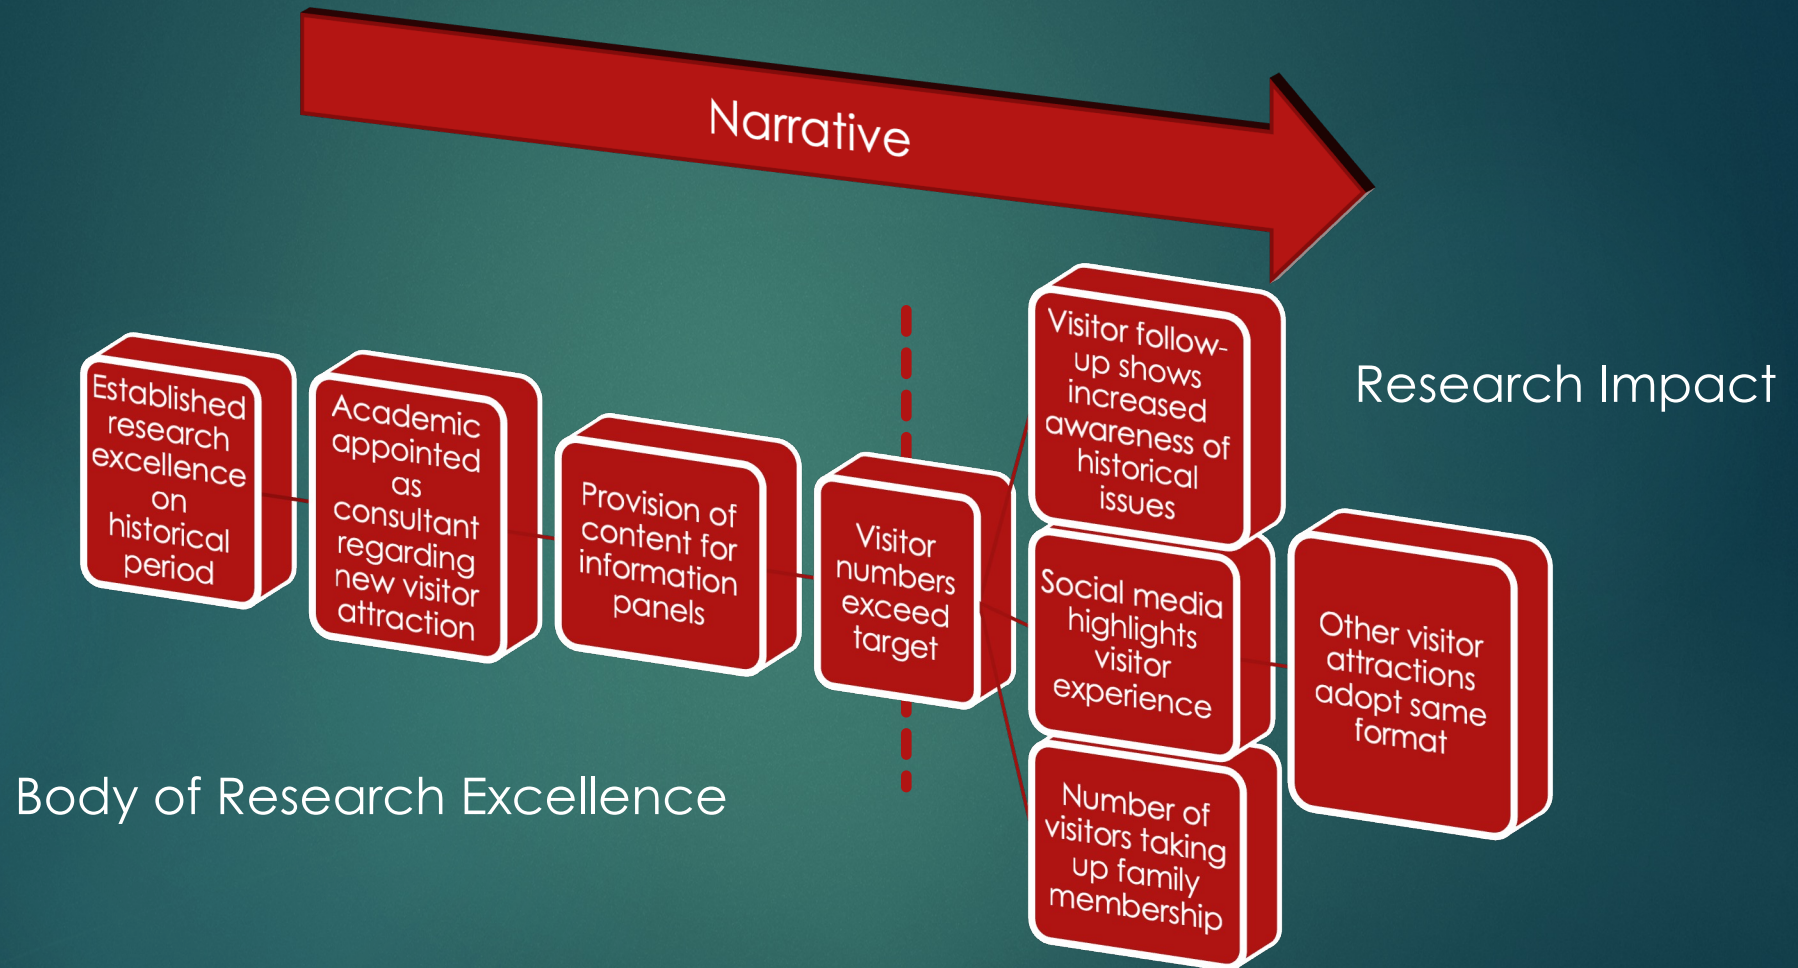 Narrative
Established
research
excellence
on
historical
period
Academic
appointed
as
consultant
regarding
new visitor
attraction
Provision of
content for
information
panels
Visitor
numbers
exceed
target
Visitor follow-
up shows
increased
awareness of
historical
issues
Social media
highlights
visitor
experience
Number of
visitors taking
up family
membership
Other visitor
attractions
adopt same
format
Research Impact
Body of Research Excellence